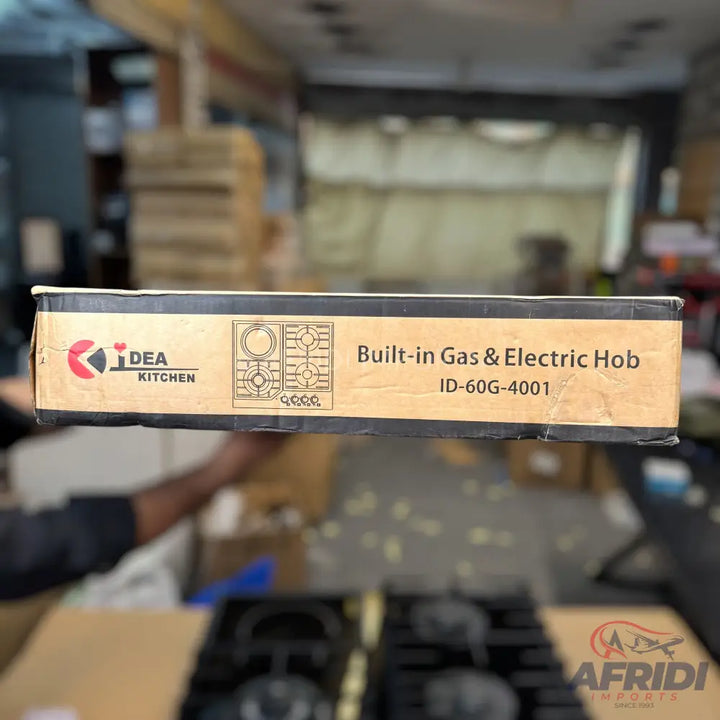 iDEA
KITCHEN
Built-in Gas & Electric Hob
ID-60G-4001
AFRIDI
IMPORTS
SINCE 1993